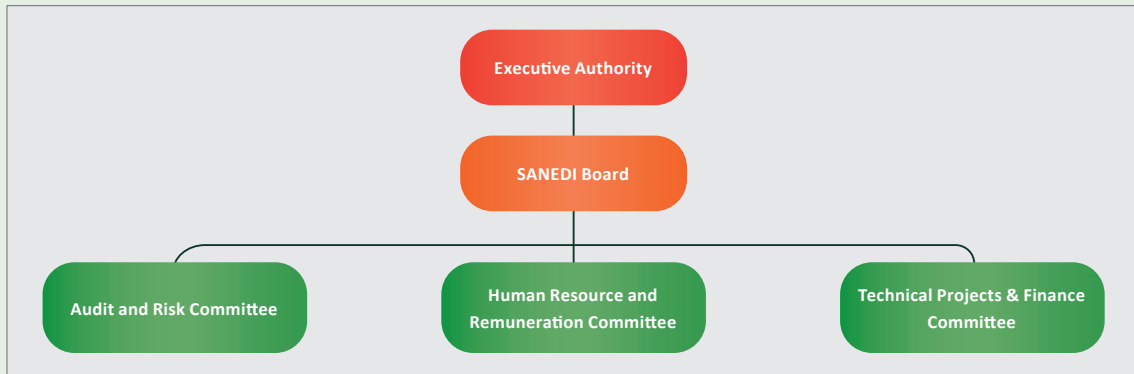 Executive Authority
SANEDI Board
Audit and Risk Committee
Human Resource and
Remuneration Committee
Technical Projects & Finance
Committee